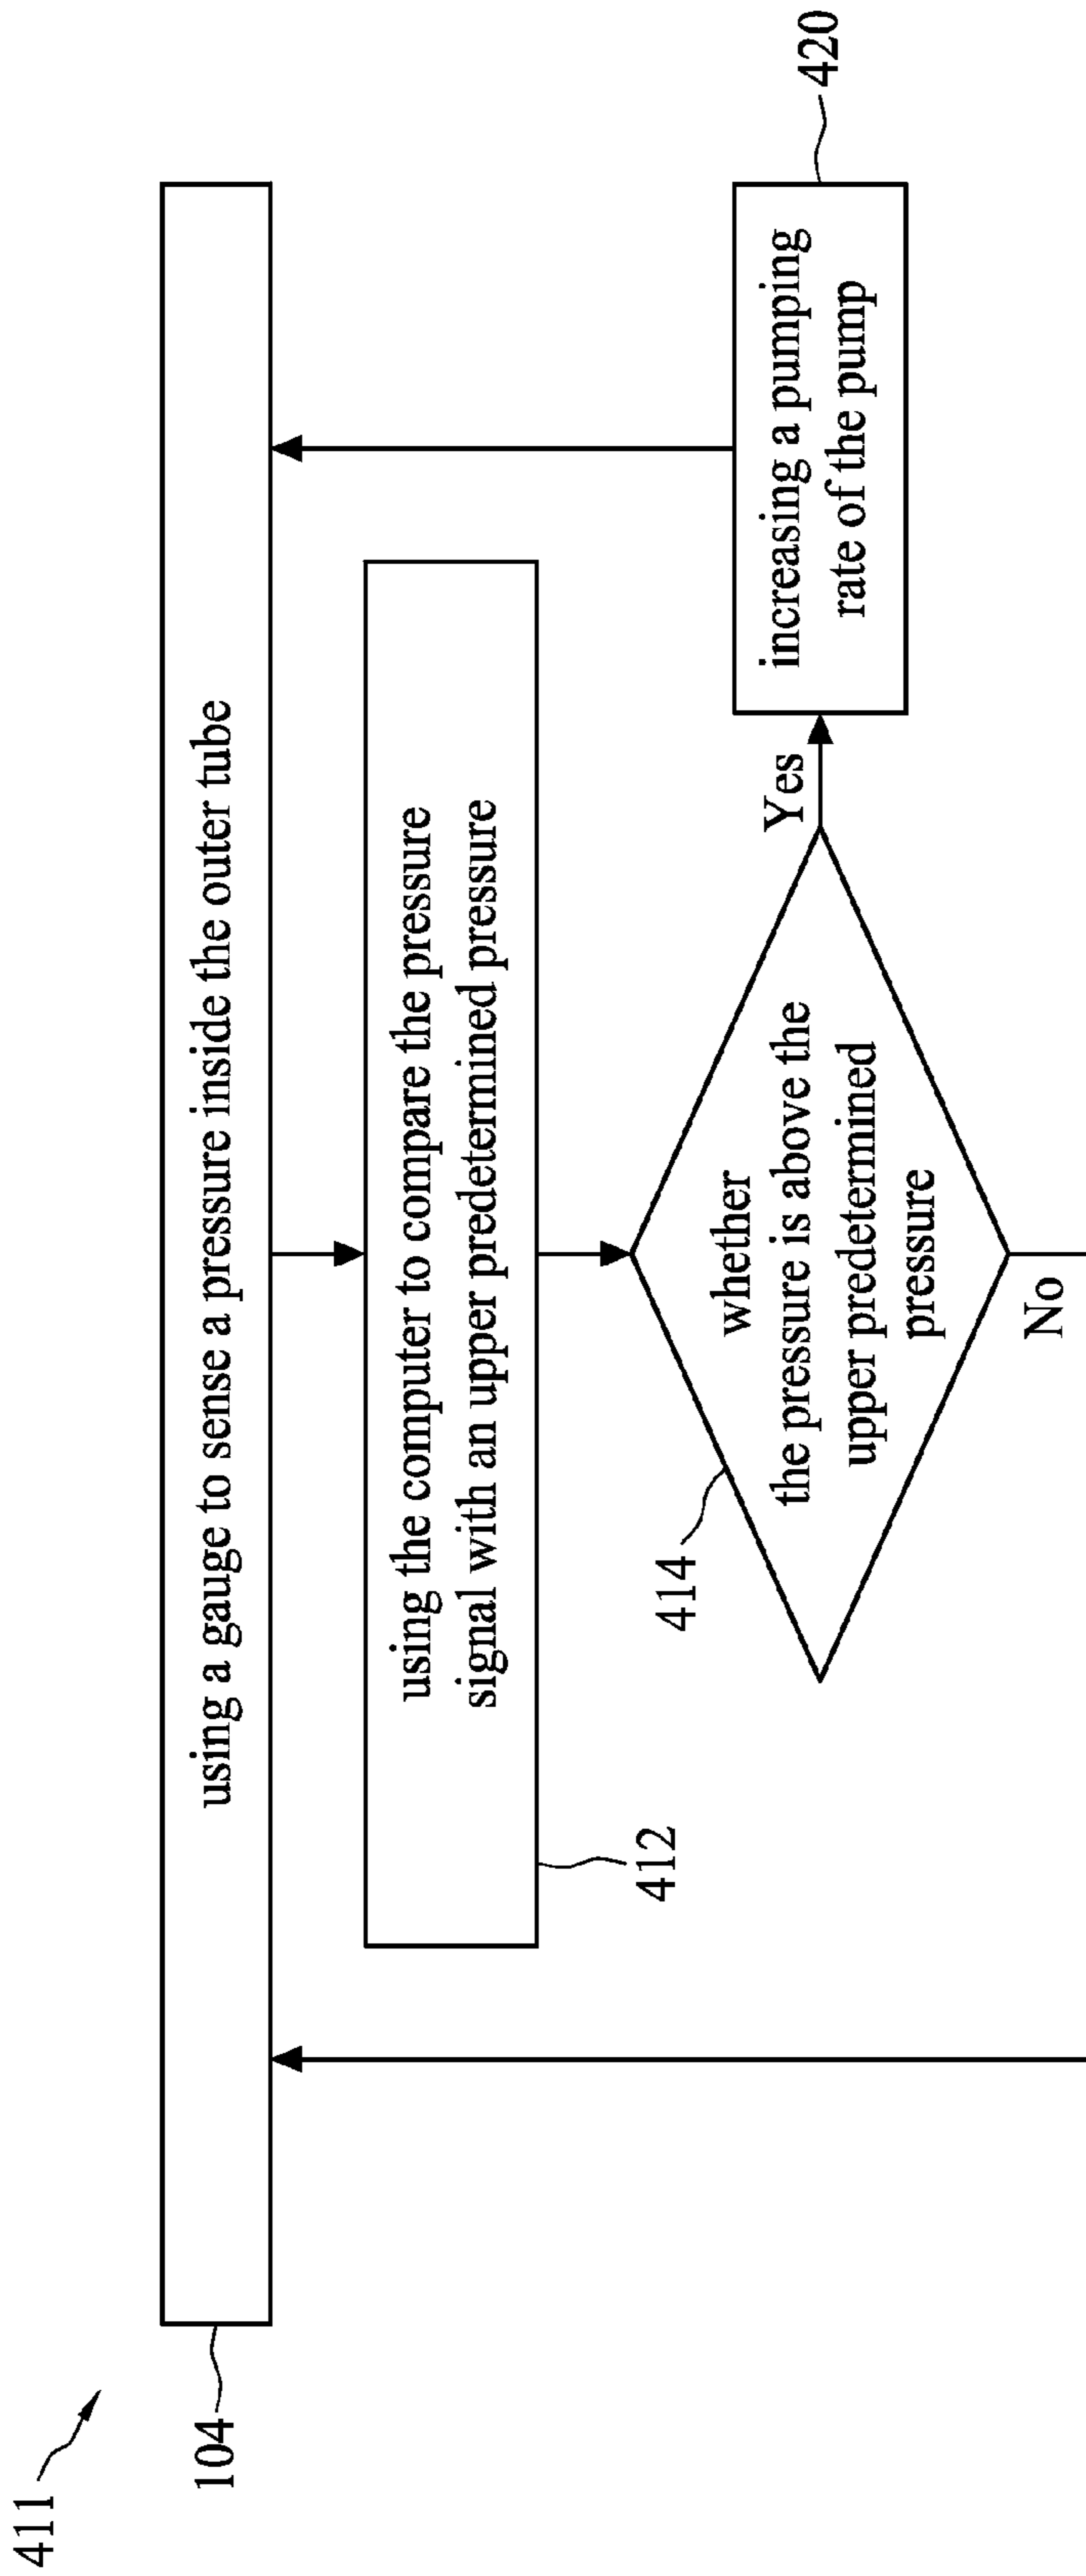 411
104
using a gauge to sense a pressure inside the outer tube
using the computer to compare the pressure
signal with an upper predetermined pressure
412
414
whether
the pressure is above the
upper predetermined
pressure
Yes
increasing a pumping
rate of the pump
420
No